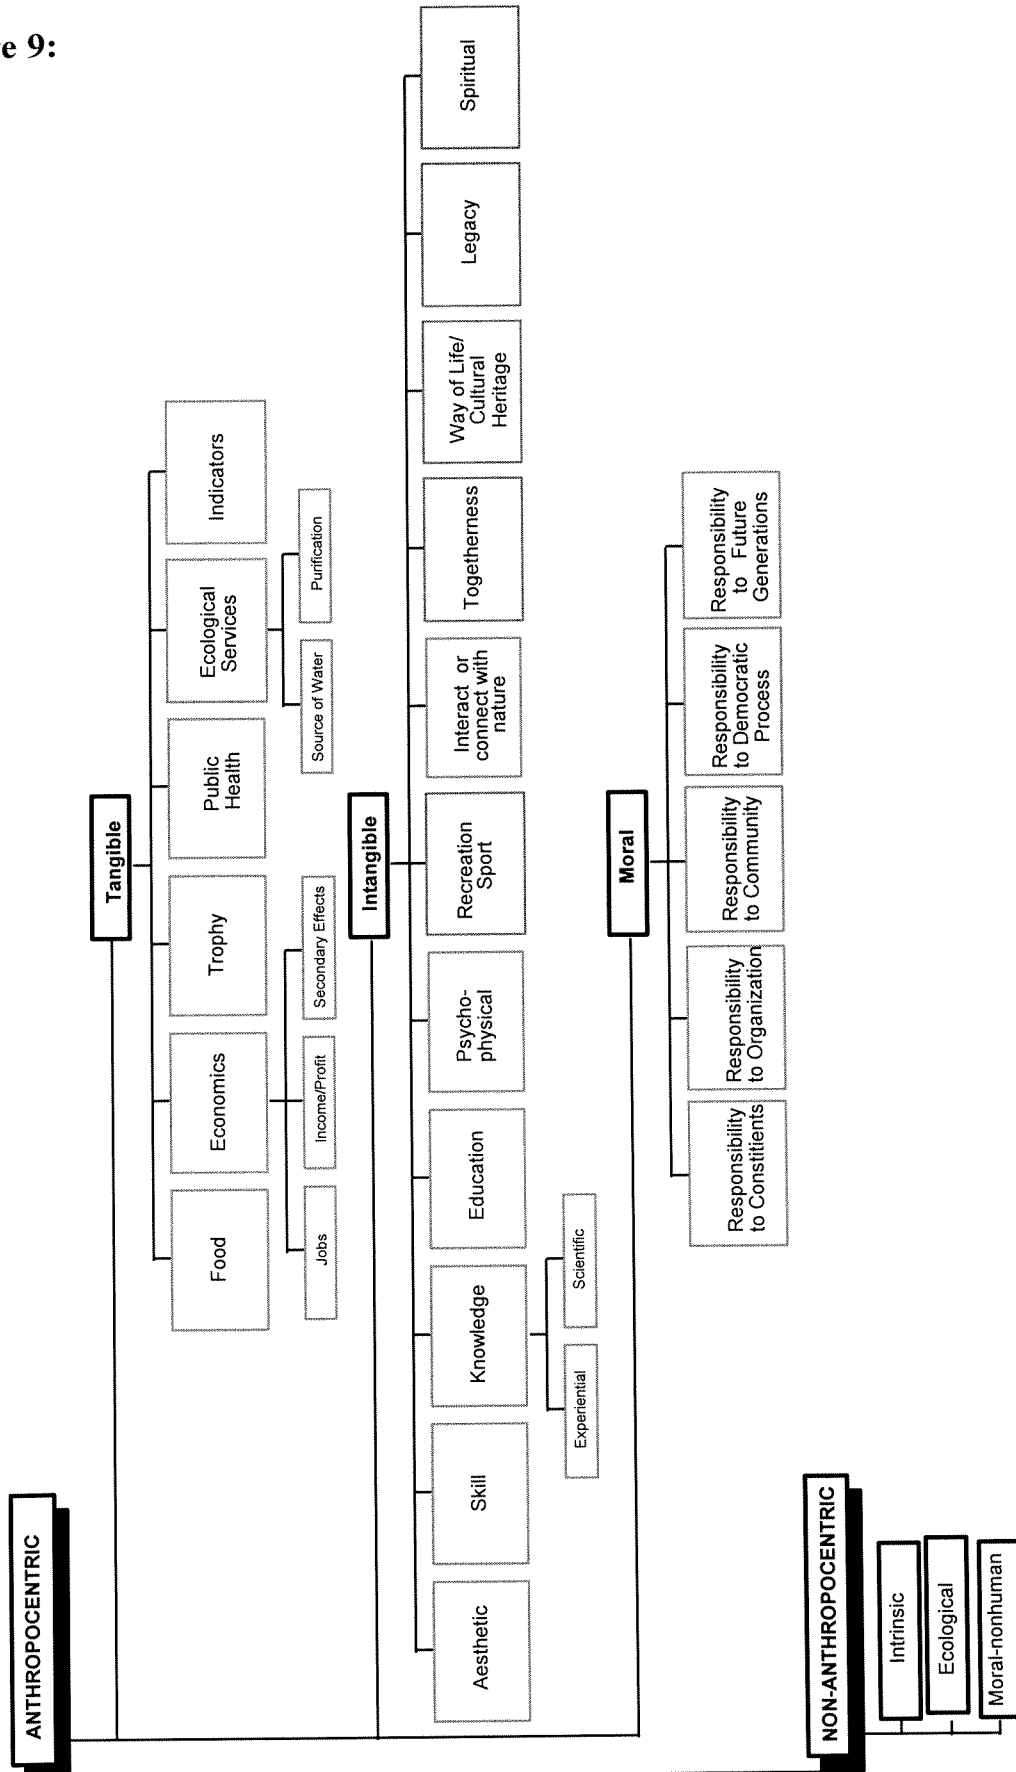 e 9:
ANTHROPOCENTRIC
Tangible
Food
Economics
Trophy
Public
Health
Ecological
Services
Indicators
Jobs
Income/Profit
Secondary Effects
Source of Water
Purification
Intangible
Aesthetic
Skill
Knowledge
Education
Psycho-
physical
Recreation
Sport
Interact or
connect with
nature
Togetherness
Way of Life/
Cultural
Heritage
Legacy
Spiritual
Experiential
Scientific
Moral
Responsibility
to Constitients
Responsibility
to Organization
Responsibility
to Community
Responsibility
to Democratic
Process
Responsibility
to Future
Generations
NON-ANTHROPOCENTRIC
Intrinsic
Ecological
Moral-nonhuman